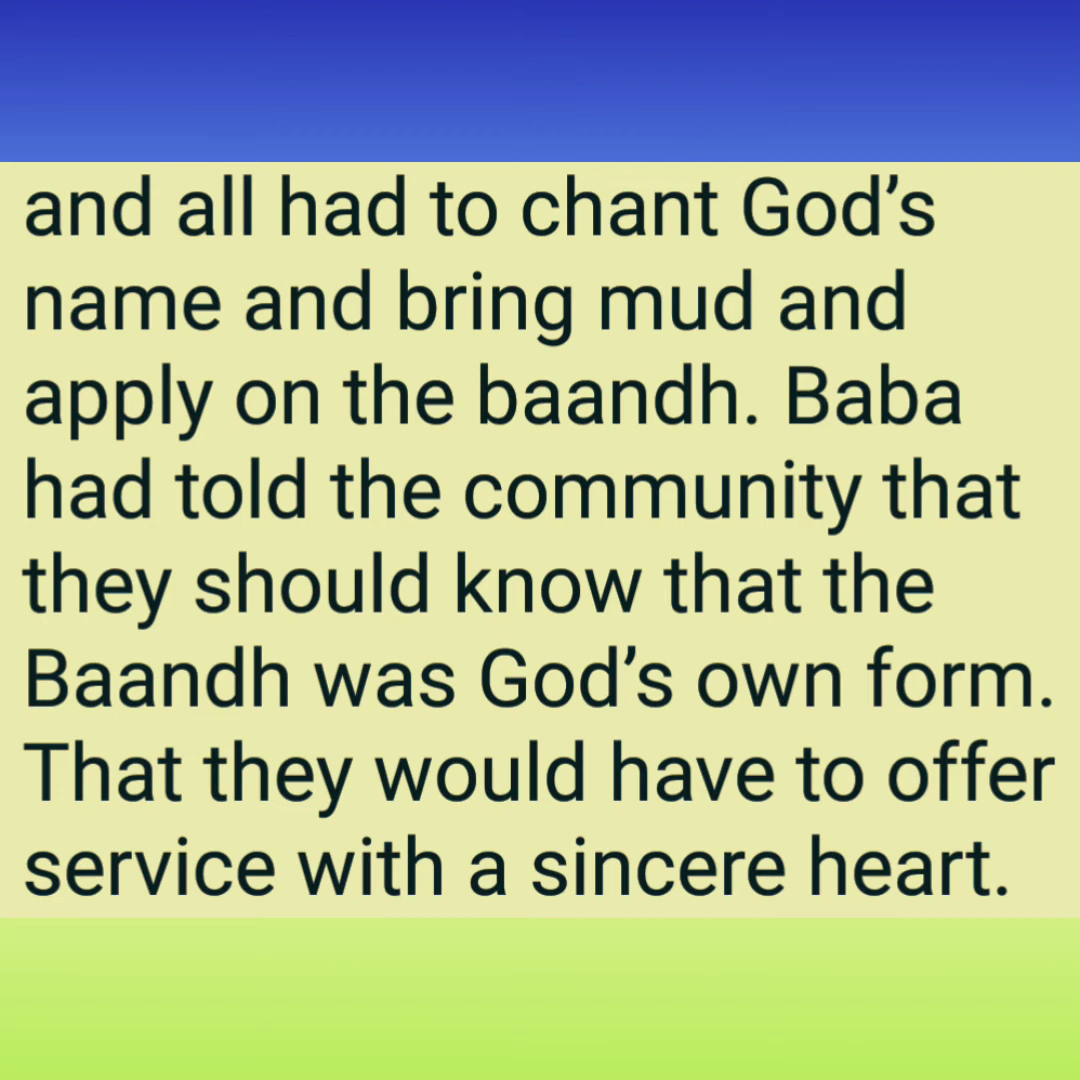 and all had to chant God’s
name and bring mud and
apply on the baandh. Baba
had told the community that
they should know that the
Baandh was God’s own form.
That they would have to offer
service with a sincere heart.